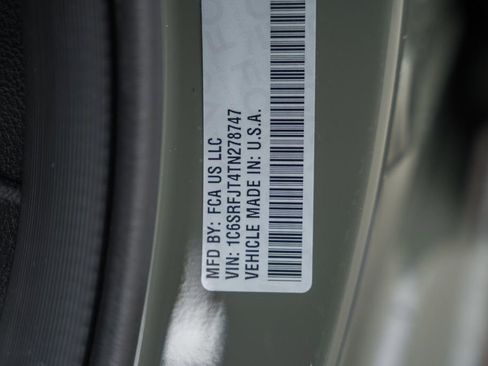 MFD BY: FCA US LLC
VIN: 1C6SRFJT4TN278747
VEHICLE MADE IN: U.S.A.